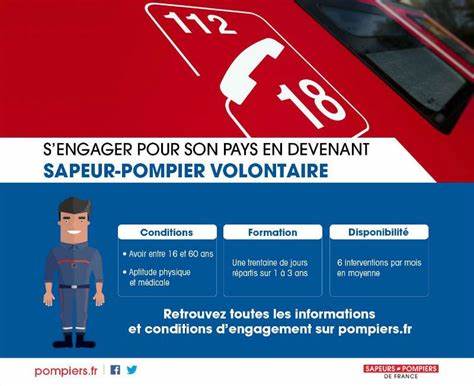 112
18
S'ENGAGER POUR SON PAYS EN DEVENANT
SAPEUR-POMPIER VOLONTAIRE
Conditions
• Avoir entre 16 et 60 ans
• Aptitude physique
et médicale
Formation
Une trentaine de jours
répartis sur 1 à 3 ans
Disponibilité
6 interventions par mois
en moyenne
Retrouvez toutes les informations
et conditions d'engagement sur pompiers.fr
pompiers.fr
SAPEURS-POMPIERS
DE FRANCE